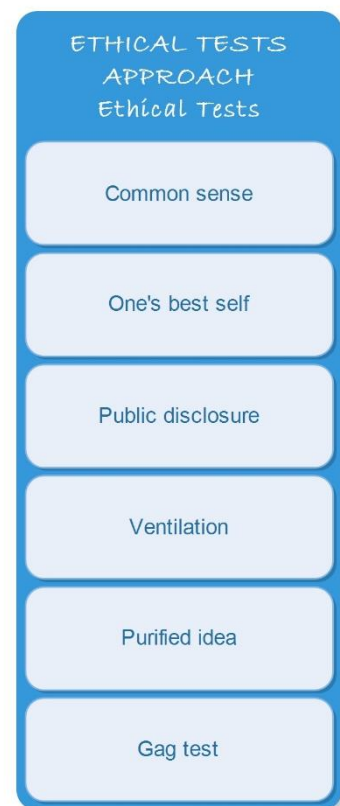 ETHICAL TESTS
APPROACH
Ethical Tests
Common sense
One's best self
Public disclosure
Ventilation
Purified idea
Gag test